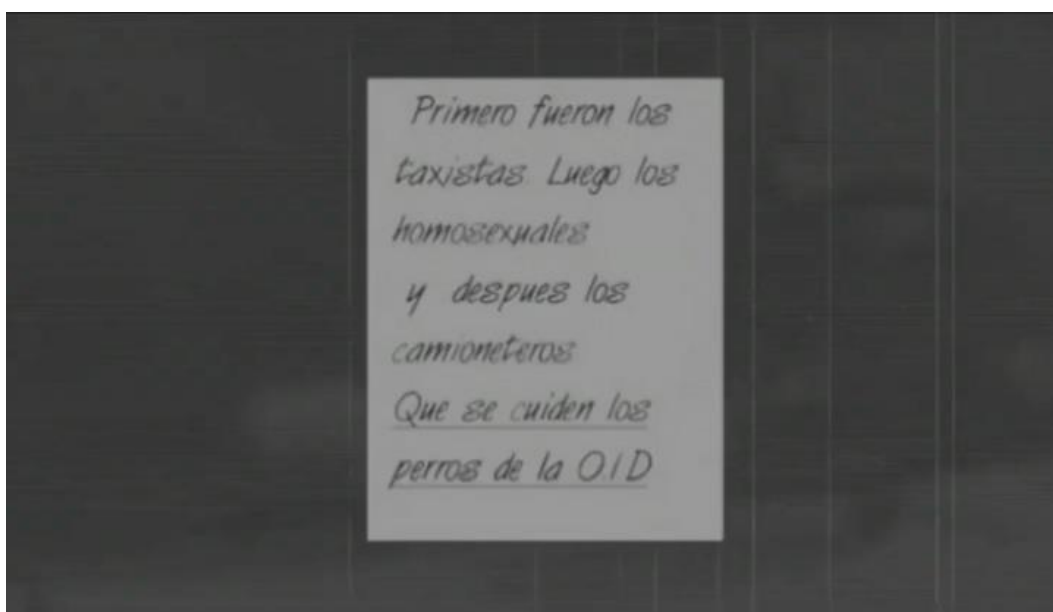 Primero fueron los
taxistas. Luego los
homosexuales
y despues los
camioneteros
Que se cuiden los
perros de la O.I.D